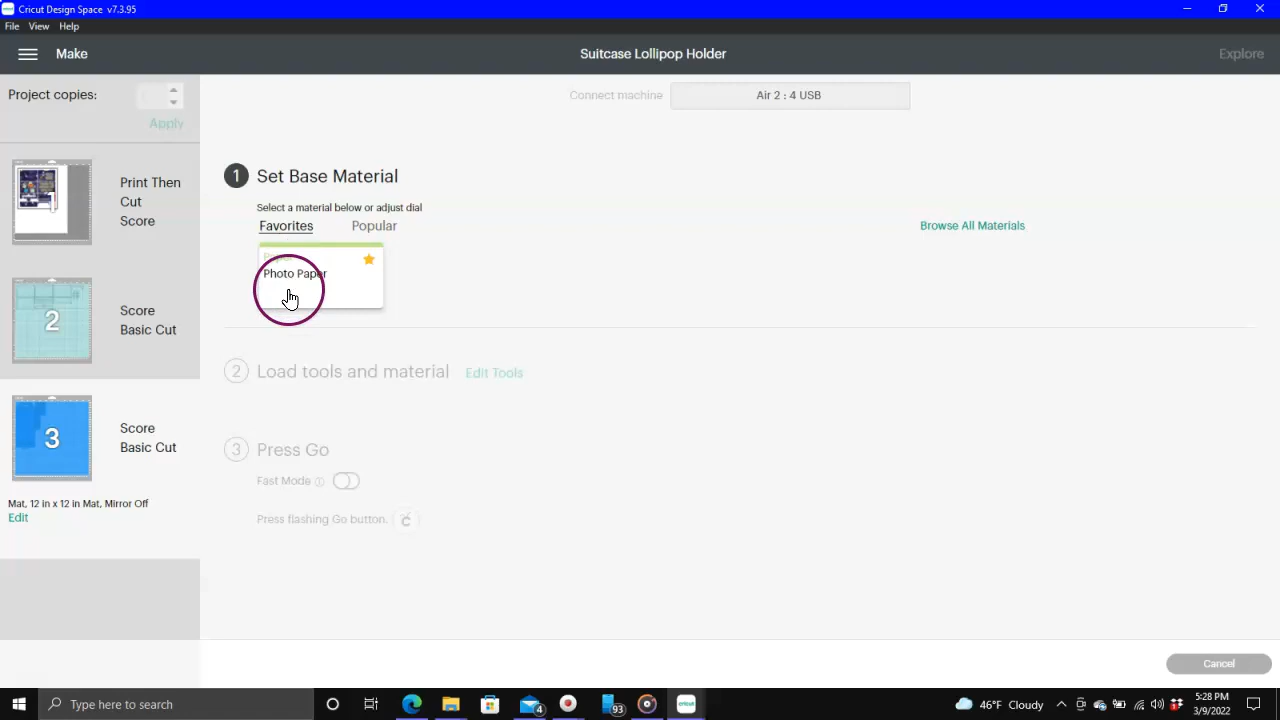 Cricut Design Space v7.3.95
File View Help
Make
Suitcase Lollipop Holder
Explore
Project copies:
Apply
Connect machine
Air 2 : 4 USB
1 Set Base Material
Select a material below or adjust dial
Favorites Popular
Browse All Materials
Photo Paper
1
Print Then
Cut
Score
2
Score
Basic Cut
3
Score
Basic Cut
Mat, 12 in x 12 in Mat, Mirror Off
Edit
2 Load tools and material Edit Tools
3 Press Go
Fast Mode
Press flashing Go button.
Cancel
Type here to search
4
93
cricut
46°F Cloudy
5:28 PM
3/9/2022